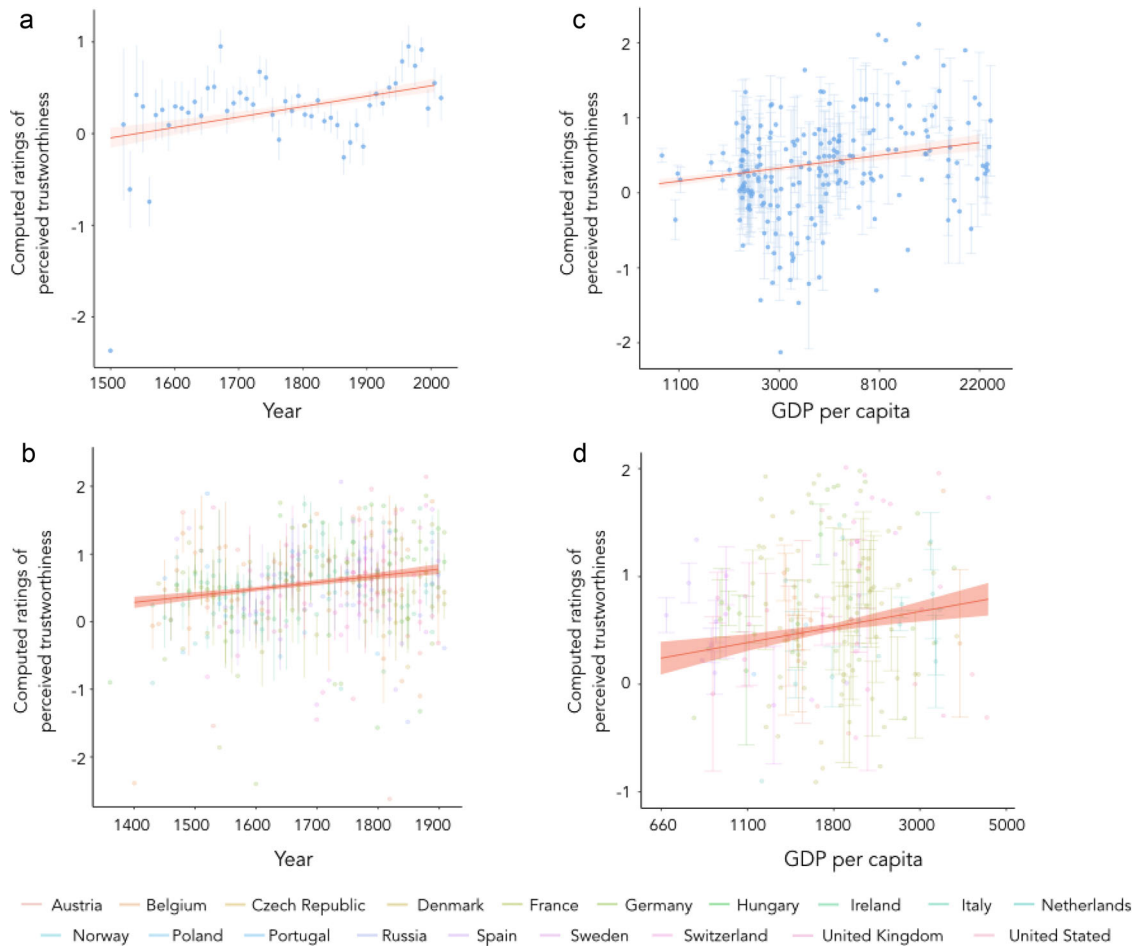 a
Computed ratings of
perceived trustworthiness
1
0
-1
-2
1500 1600 1700 1800 1900 2000
Year
c
Computed ratings of
perceived trustworthiness
2
1
0
-1
-2
1100 3000 8100 22000
GDP per capita
b
Computed ratings of
perceived trustworthiness
2
1
0
-1
-2
1400 1500 1600 1700 1800 1900
Year
d
Computed ratings of
perceived trustworthiness
2
1
0
-1
660 1100 1800 3000 5000
GDP per capita
Austria Belgium Czech Republic Denmark France Germany Hungary Ireland Italy Netherlands
Norway Poland Portugal Russia Spain Sweden Switzerland United Kingdom United Stated